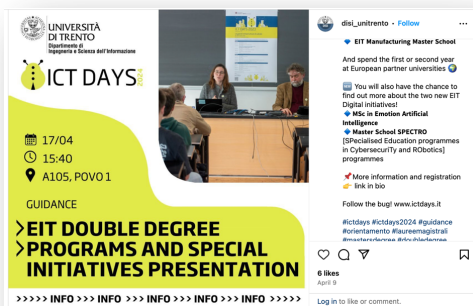 UNIVERSITÀ
DI TRENTO
Dipartimento di
Ingegneria e Scienza dell'Informazione
ICT DAYS
17/04
15:40
A105, POVO 1
GUIDANCE
>EIT DOUBLE DEGREE
>PROGRAMS AND SPECIAL
INITIATIVES PRESENTATION
>>>>> INFO >>> INFO >>> INFO >>> INFO >>> INFO >>>>>
disi_unitrento • Follow
EIT Manufacturing Master School
And spend the first or second year
at European partner universities
You will also have the chance to
find out more about the two new EIT
Digital initiatives!
MSc in Emotion Artificial
Intelligence
Master School SPECTRO
[SPecialised Education programmes
in CybersecuriTy and RObotics]
programmes
More information and registration
link in bio
Follow the bug! www.ictdays.it
#ictdays #ictdays2024 #guidance
#orientamento #laureemagistrali
#mastersdegree #doubledegree
6 likes
April 9
Log in to like or comment.